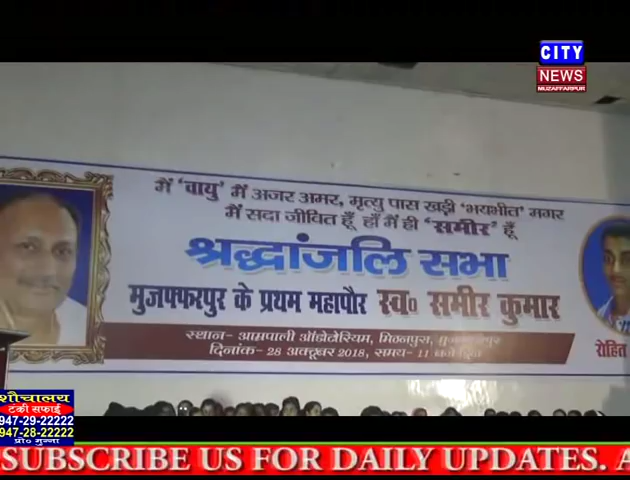 CITY
NEWS
MUZAFFARPUR
मैं 'वायु' मैं अजर अमर, मृत्यु पास खड़ी 'भयभीत' मगर
मैं सदा जीवित हूँ हाँ मैं ही 'समीर' हूँ
श्रद्धांजलि सभा
मुजफ्फरपुर के प्रथम महापौर स्व० समीर कुमार
स्थान- आम्रपाली ऑडोटोरियम, मिठनपुरा,
दिनांक- 28 अक्टूबर 2018, समय- 11 बजे दिन
रोहित
शौचालय
टंकी सफाई
947-29-22222
947-28-22222
प्रो० मुन्ना
SUBSCRIBE US FOR DAILY UPDATES. A